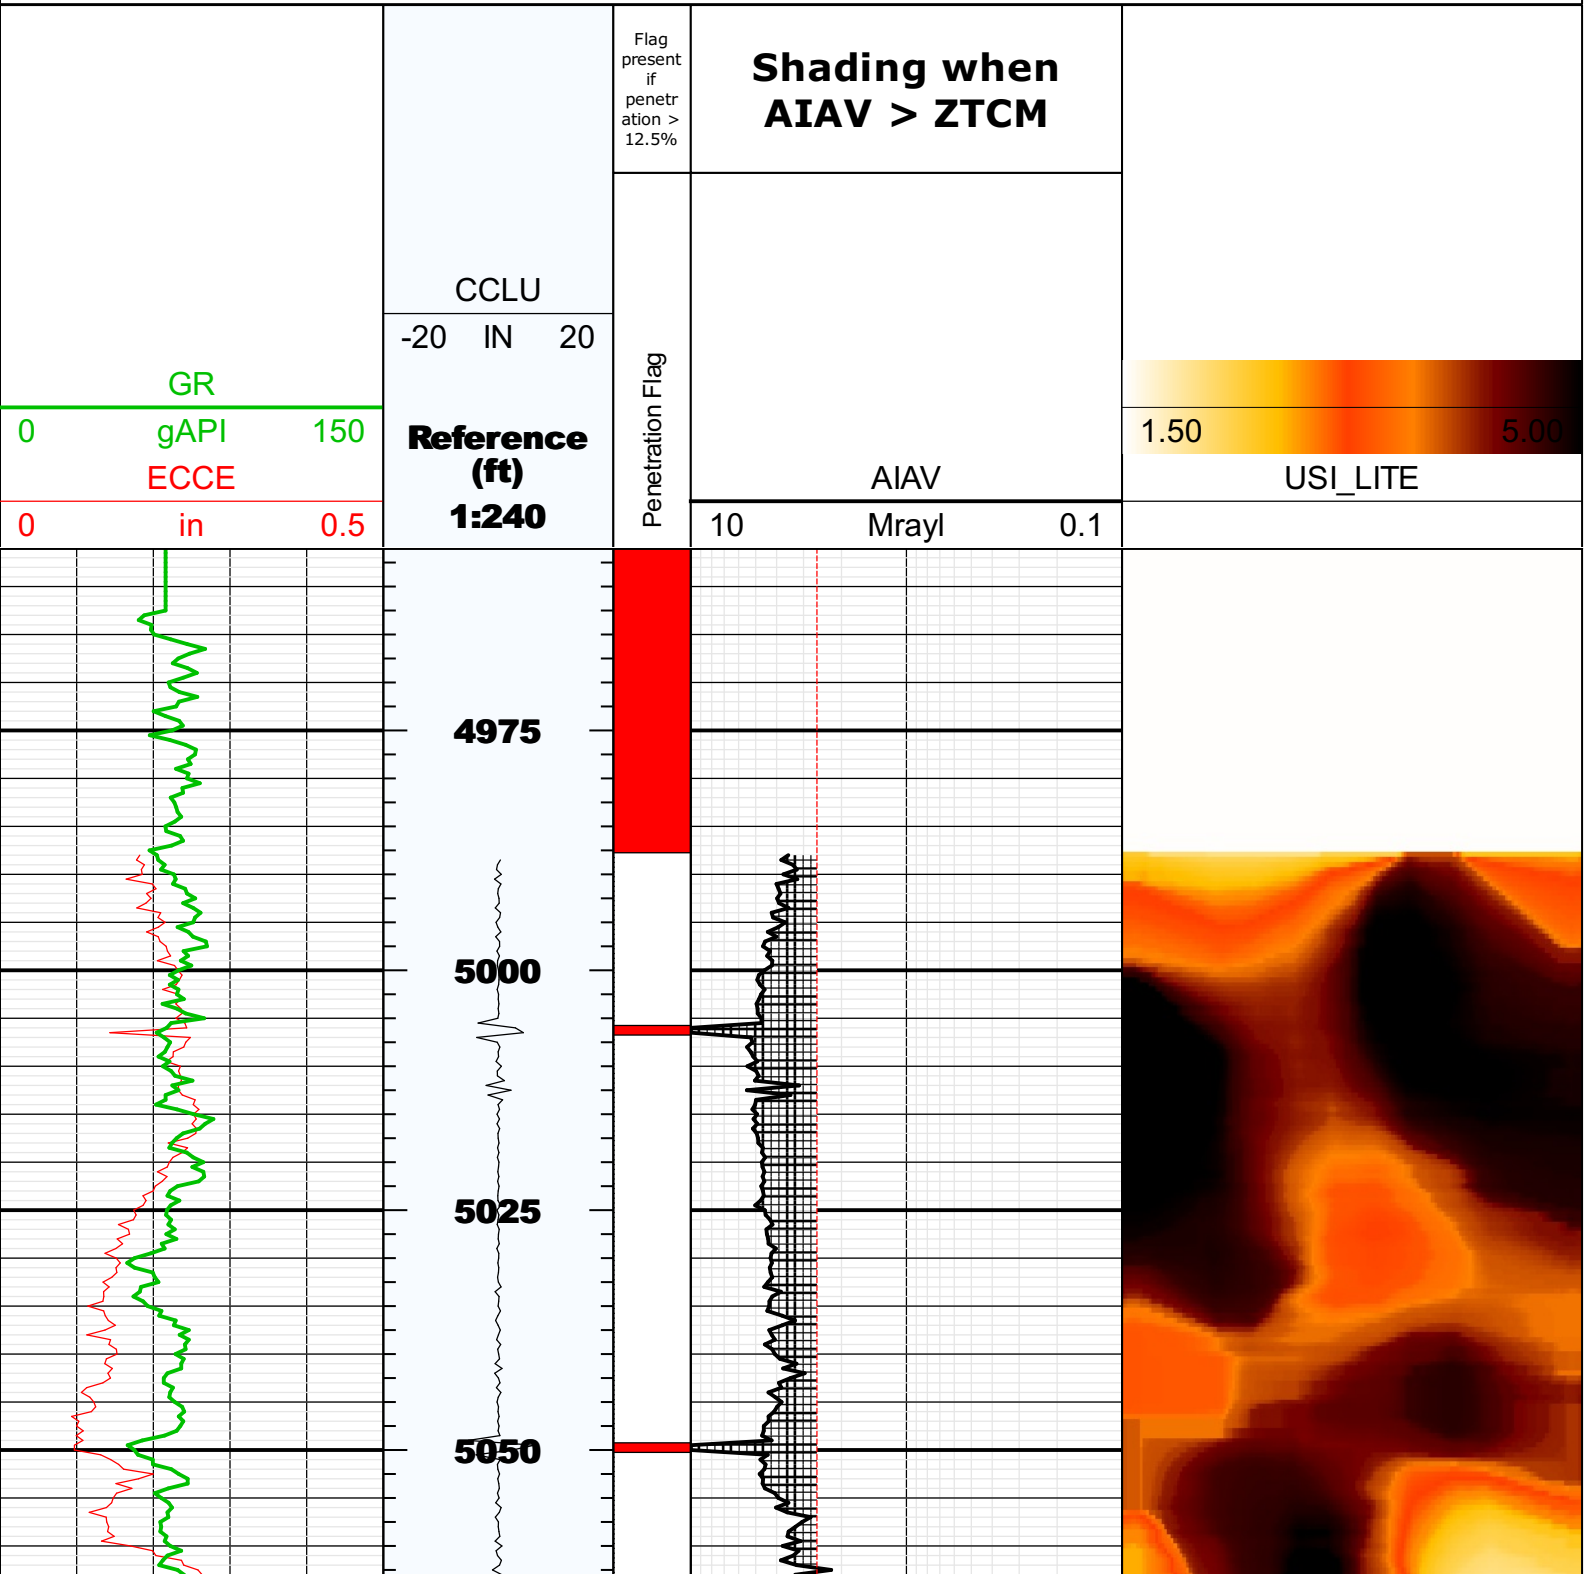 Flag
present
if
penetr
ation >
12.5%
Shading when
AIAV > ZTCM
CCLU
-20 IN 20
GR
0 gAPI 150
ECCE
0 in 0.5
Reference
(ft)
1:240
Penetration Flag
AIAV
10 Mrayl 0.1
1.50 5.00
USI_LITE
4975
5000
5025
5050